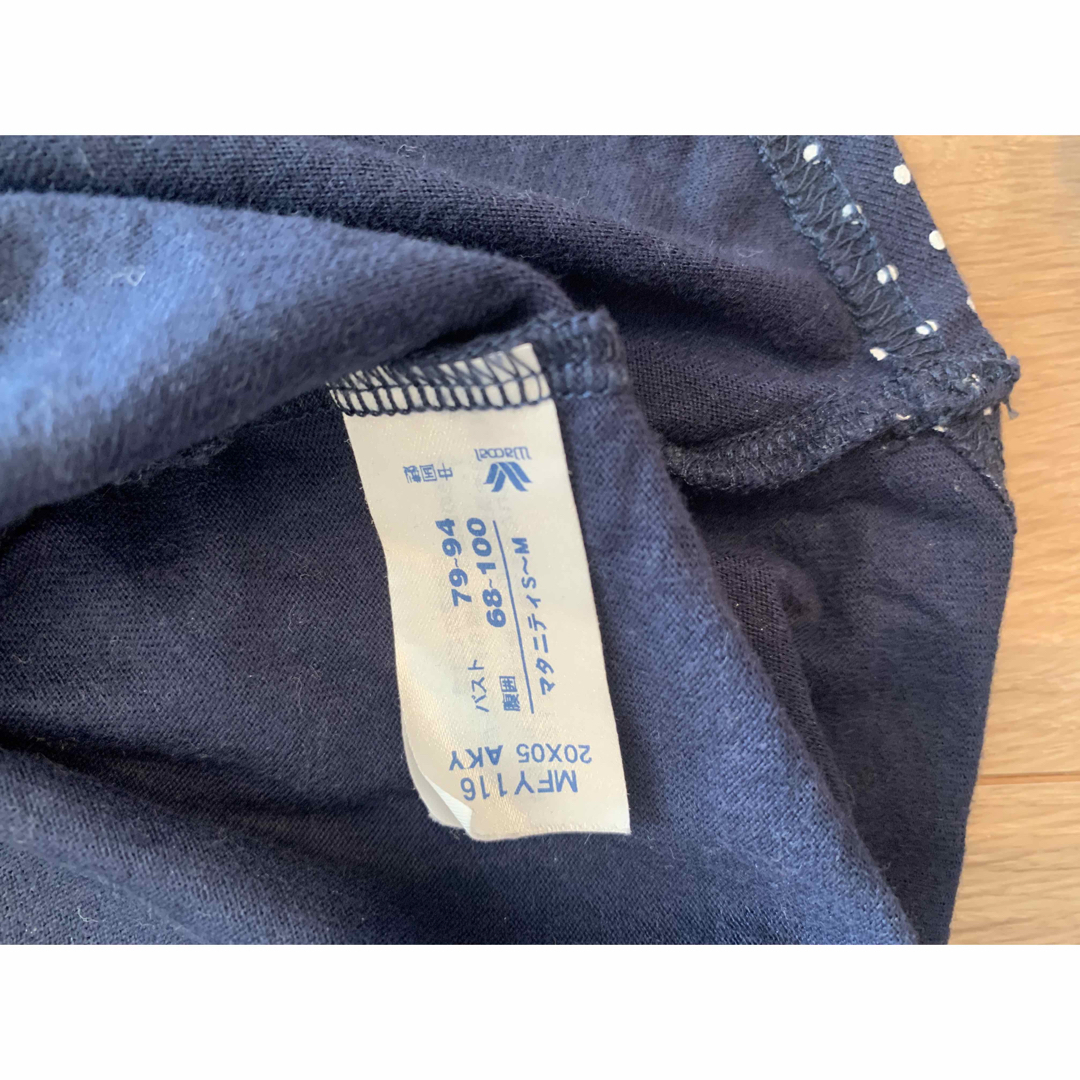 Wacoal
中国製
バスト 79-94
腹囲 68-100
マタニティS〜M
MFY116
20X05 AKY